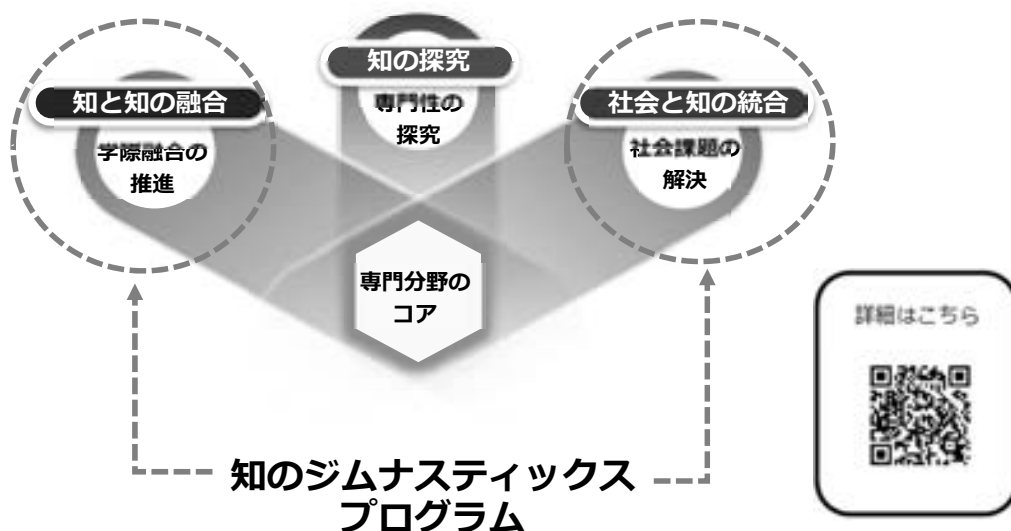 知の探究
専門性の
探究
知と知の融合
学際融合の
推進
社会と知の統合
社会課題の
解決
専門分野の
コア
詳細はこちら
知のジムナスティックス
プログラム